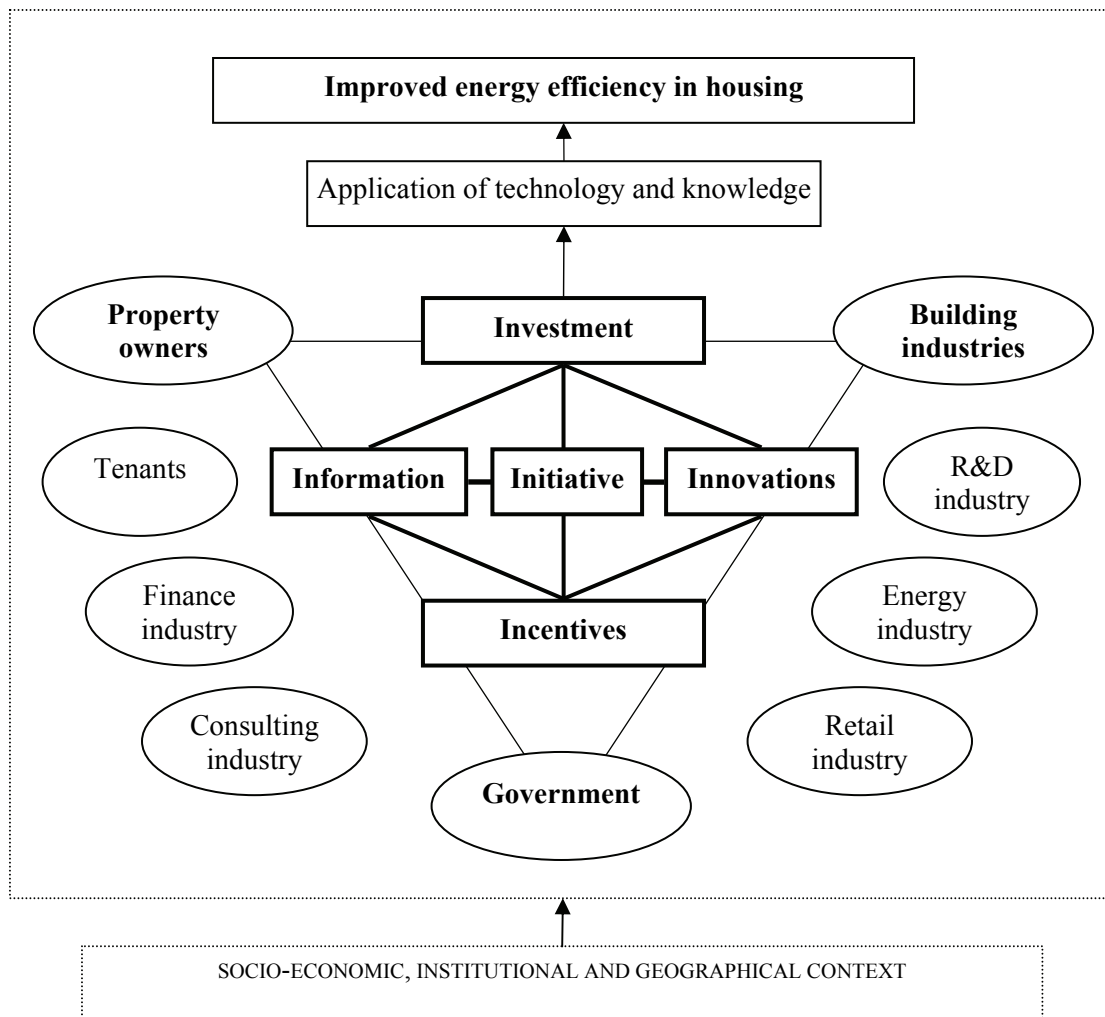 Improved energy efficiency in housing
Application of technology and knowledge
Property
owners
Investment
Building
industries
Tenants
Information
Initiative
Innovations
R&D
industry
Finance
industry
Incentives
Energy
industry
Consulting
industry
Government
Retail
industry
SOCIO-ECONOMIC, INSTITUTIONAL AND GEOGRAPHICAL CONTEXT